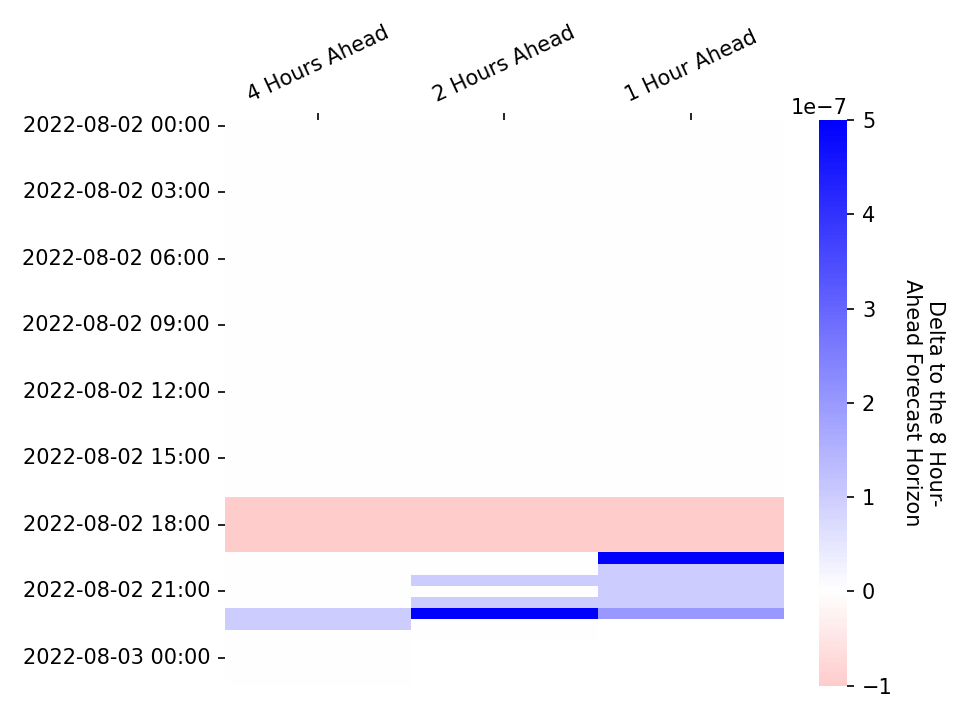 4 Hours Ahead
2 Hours Ahead
1 Hour Ahead
1e−7
2022-08-02 00:00
2022-08-02 03:00
2022-08-02 06:00
2022-08-02 09:00
2022-08-02 12:00
2022-08-02 15:00
2022-08-02 18:00
2022-08-02 21:00
2022-08-03 00:00
5
4
3
2
1
0
−1
Delta to the 8 Hour-
Ahead Forecast Horizon